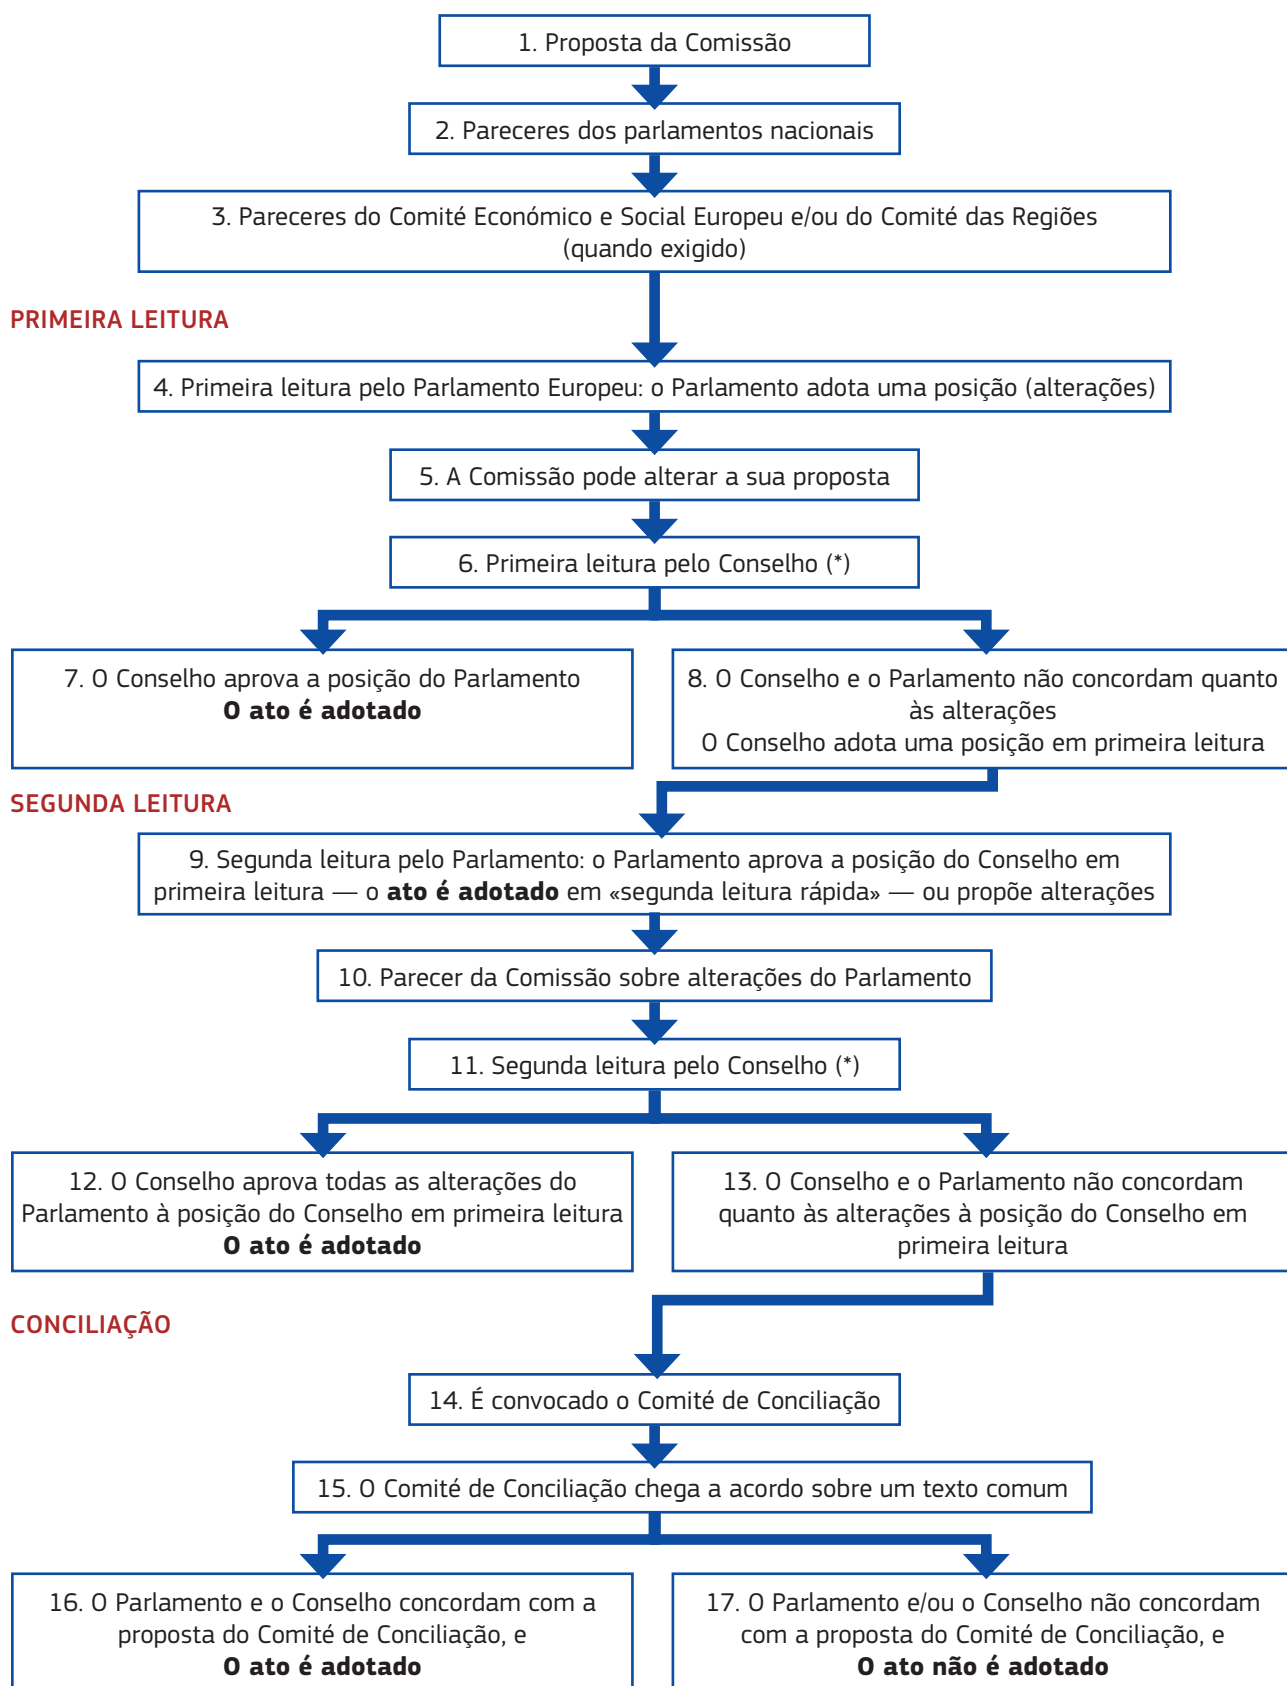 1. Proposta da Comissão
2. Pareceres dos parlamentos nacionais
3. Pareceres do Comité Económico e Social Europeu e/ou do Comité das Regiões
(quando exigido)
PRIMEIRA LEITURA
4. Primeira leitura pelo Parlamento Europeu: o Parlamento adota uma posição (alterações)
5. A Comissão pode alterar a sua proposta
6. Primeira leitura pelo Conselho (*)
7. O Conselho aprova a posição do Parlamento
O ato é adotado
8. O Conselho e o Parlamento não concordam quanto
às alterações
O Conselho adota uma posição em primeira leitura
SEGUNDA LEITURA
9. Segunda leitura pelo Parlamento: o Parlamento aprova a posição do Conselho em
primeira leitura — o ato é adotado em «segunda leitura rápida» — ou propõe alterações
10. Parecer da Comissão sobre alterações do Parlamento
11. Segunda leitura pelo Conselho (*)
12. O Conselho aprova todas as alterações do
Parlamento à posição do Conselho em primeira leitura
O ato é adotado
13. O Conselho e o Parlamento não concordam
quanto às alterações à posição do Conselho em
primeira leitura
CONCILIAÇÃO
14. É convocado o Comité de Conciliação
15. O Comité de Conciliação chega a acordo sobre um texto comum
16. O Parlamento e o Conselho concordam com a
proposta do Comité de Conciliação, e
O ato é adotado
17. O Parlamento e/ou o Conselho não concordam
com a proposta do Comité de Conciliação, e
O ato não é adotado